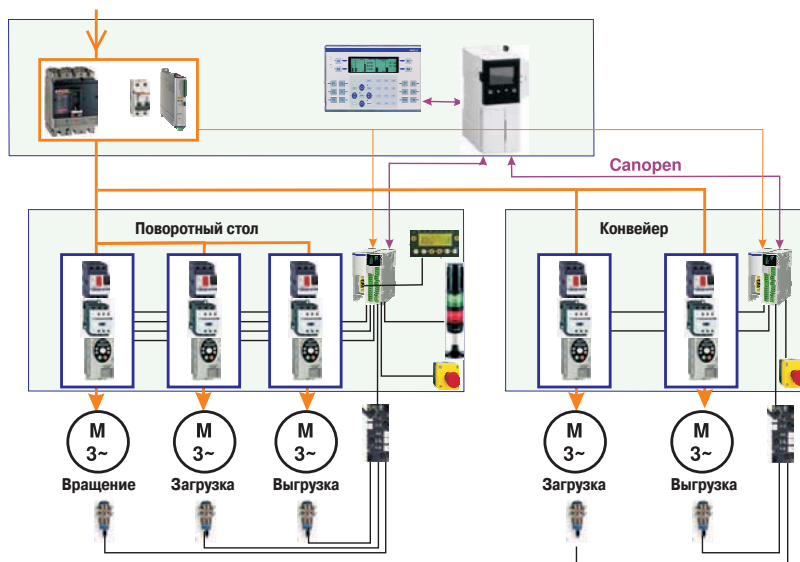 Canopen
Поворотный стол
Конвейер
M
3~
M
3~
M
3~
M
3~
M
3~
Вращение
Загрузка
Выгрузка
Загрузка
Выгрузка